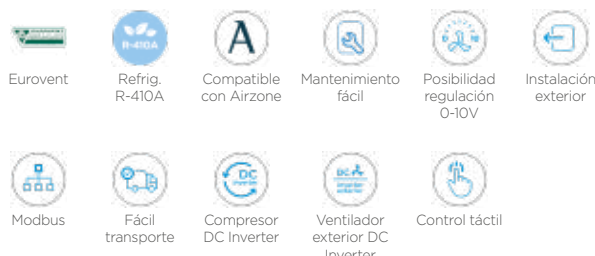 R-410A
A
DC
Eurovent
Refrig.
R-410A
Compatible
con Airzone
Mantenimiento
fácil
Posibilidad
regulación
0-10V
Instalación
exterior
DC
DC
Modbus
Fácil
transporte
Compresor
DC Inverter
Ventilador
exterior DC
Inverter
Control táctil